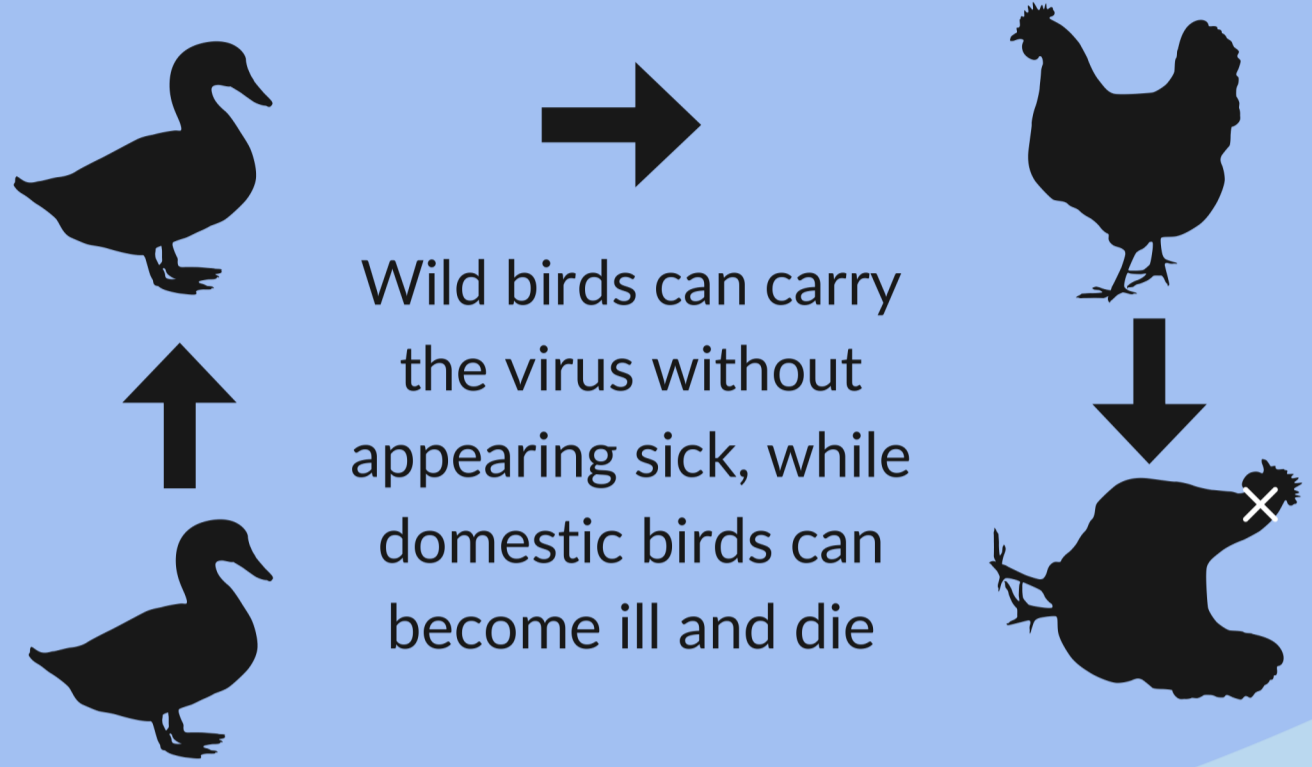 Wild birds can carry
the virus without
appearing sick, while
domestic birds can
become ill and die